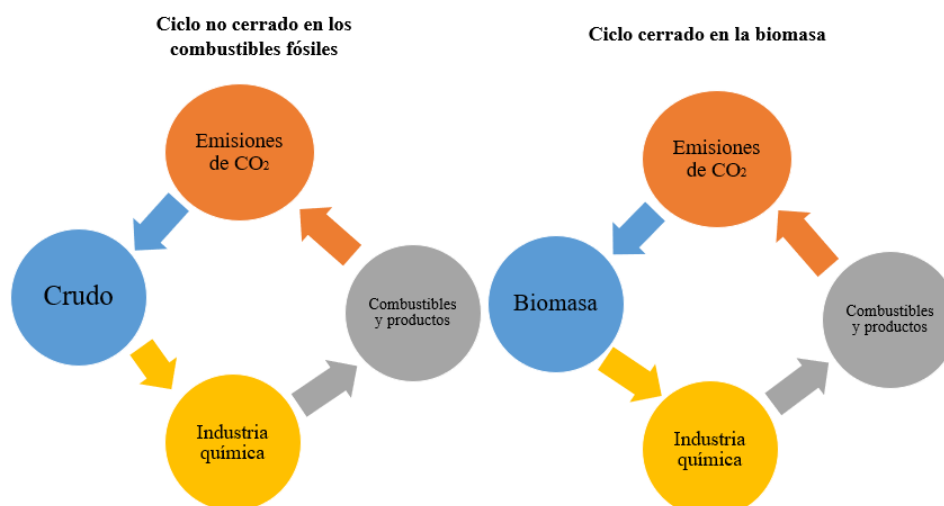 Ciclo no cerrado en los
combustibles fósiles
Emisiones
de CO₂
Crudo
Combustibles
y productos
Industria
química
Ciclo cerrado en la biomasa
Emisiones
de CO₂
Biomasa
Combustibles
y productos
Industria
química